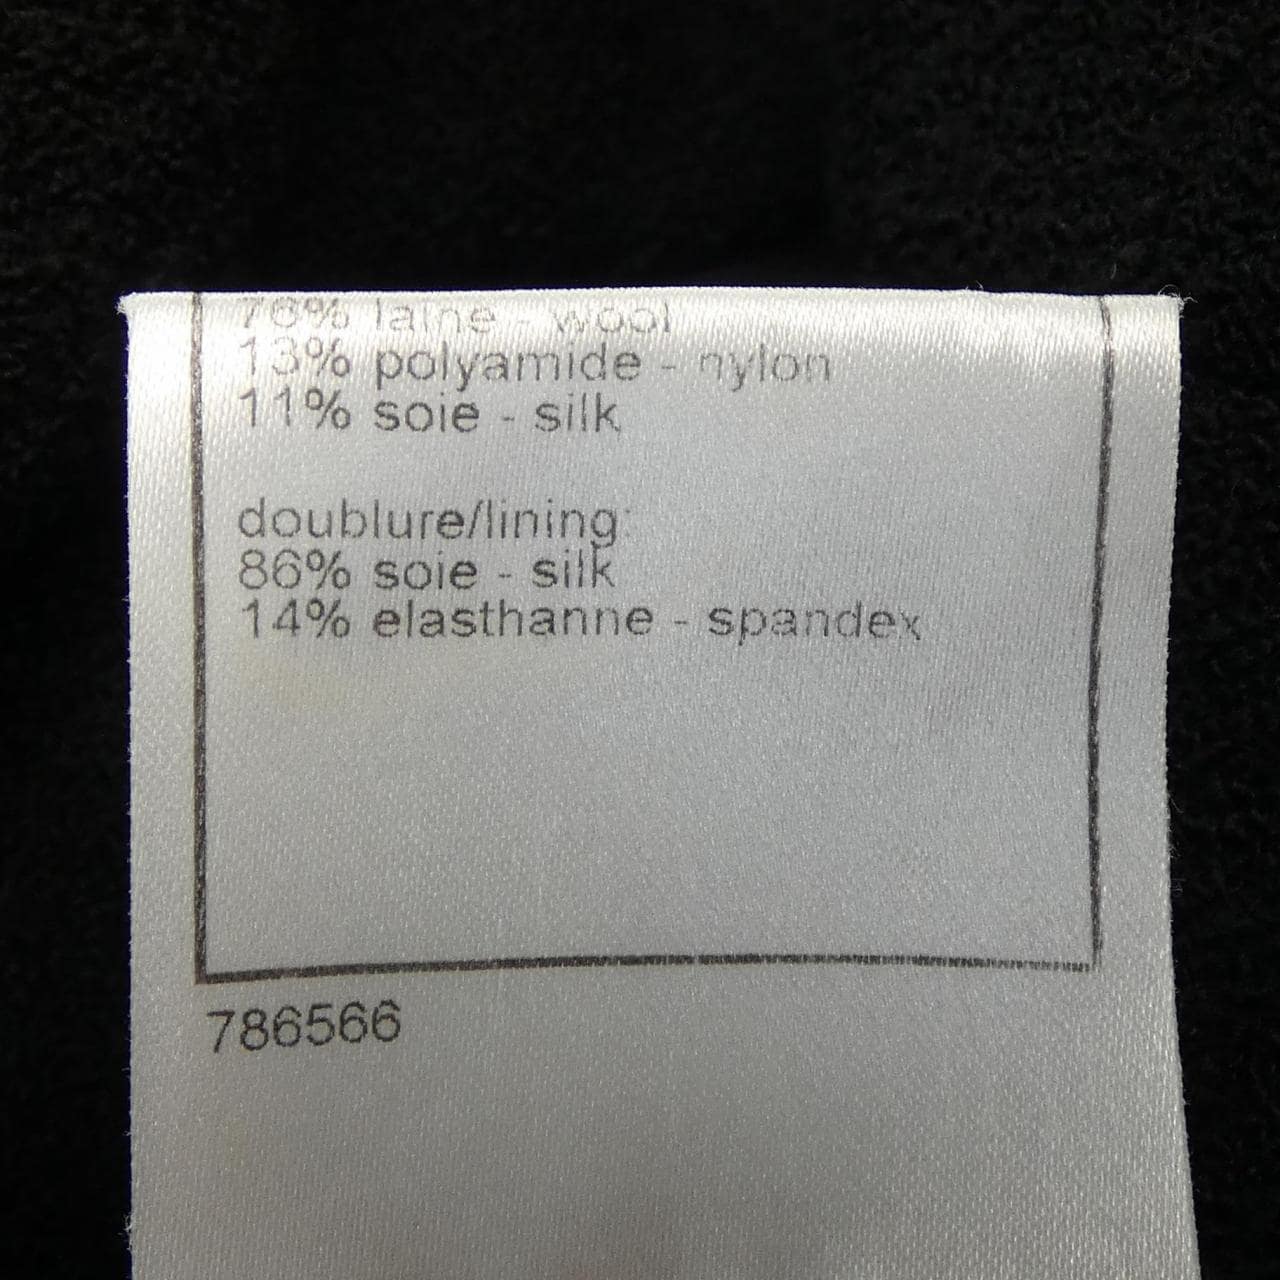 76% laine - wool
13% polyamide - nylon
11% soie - silk
doublure/lining:
86% soie - silk
14% elasthanne - spandex
786566